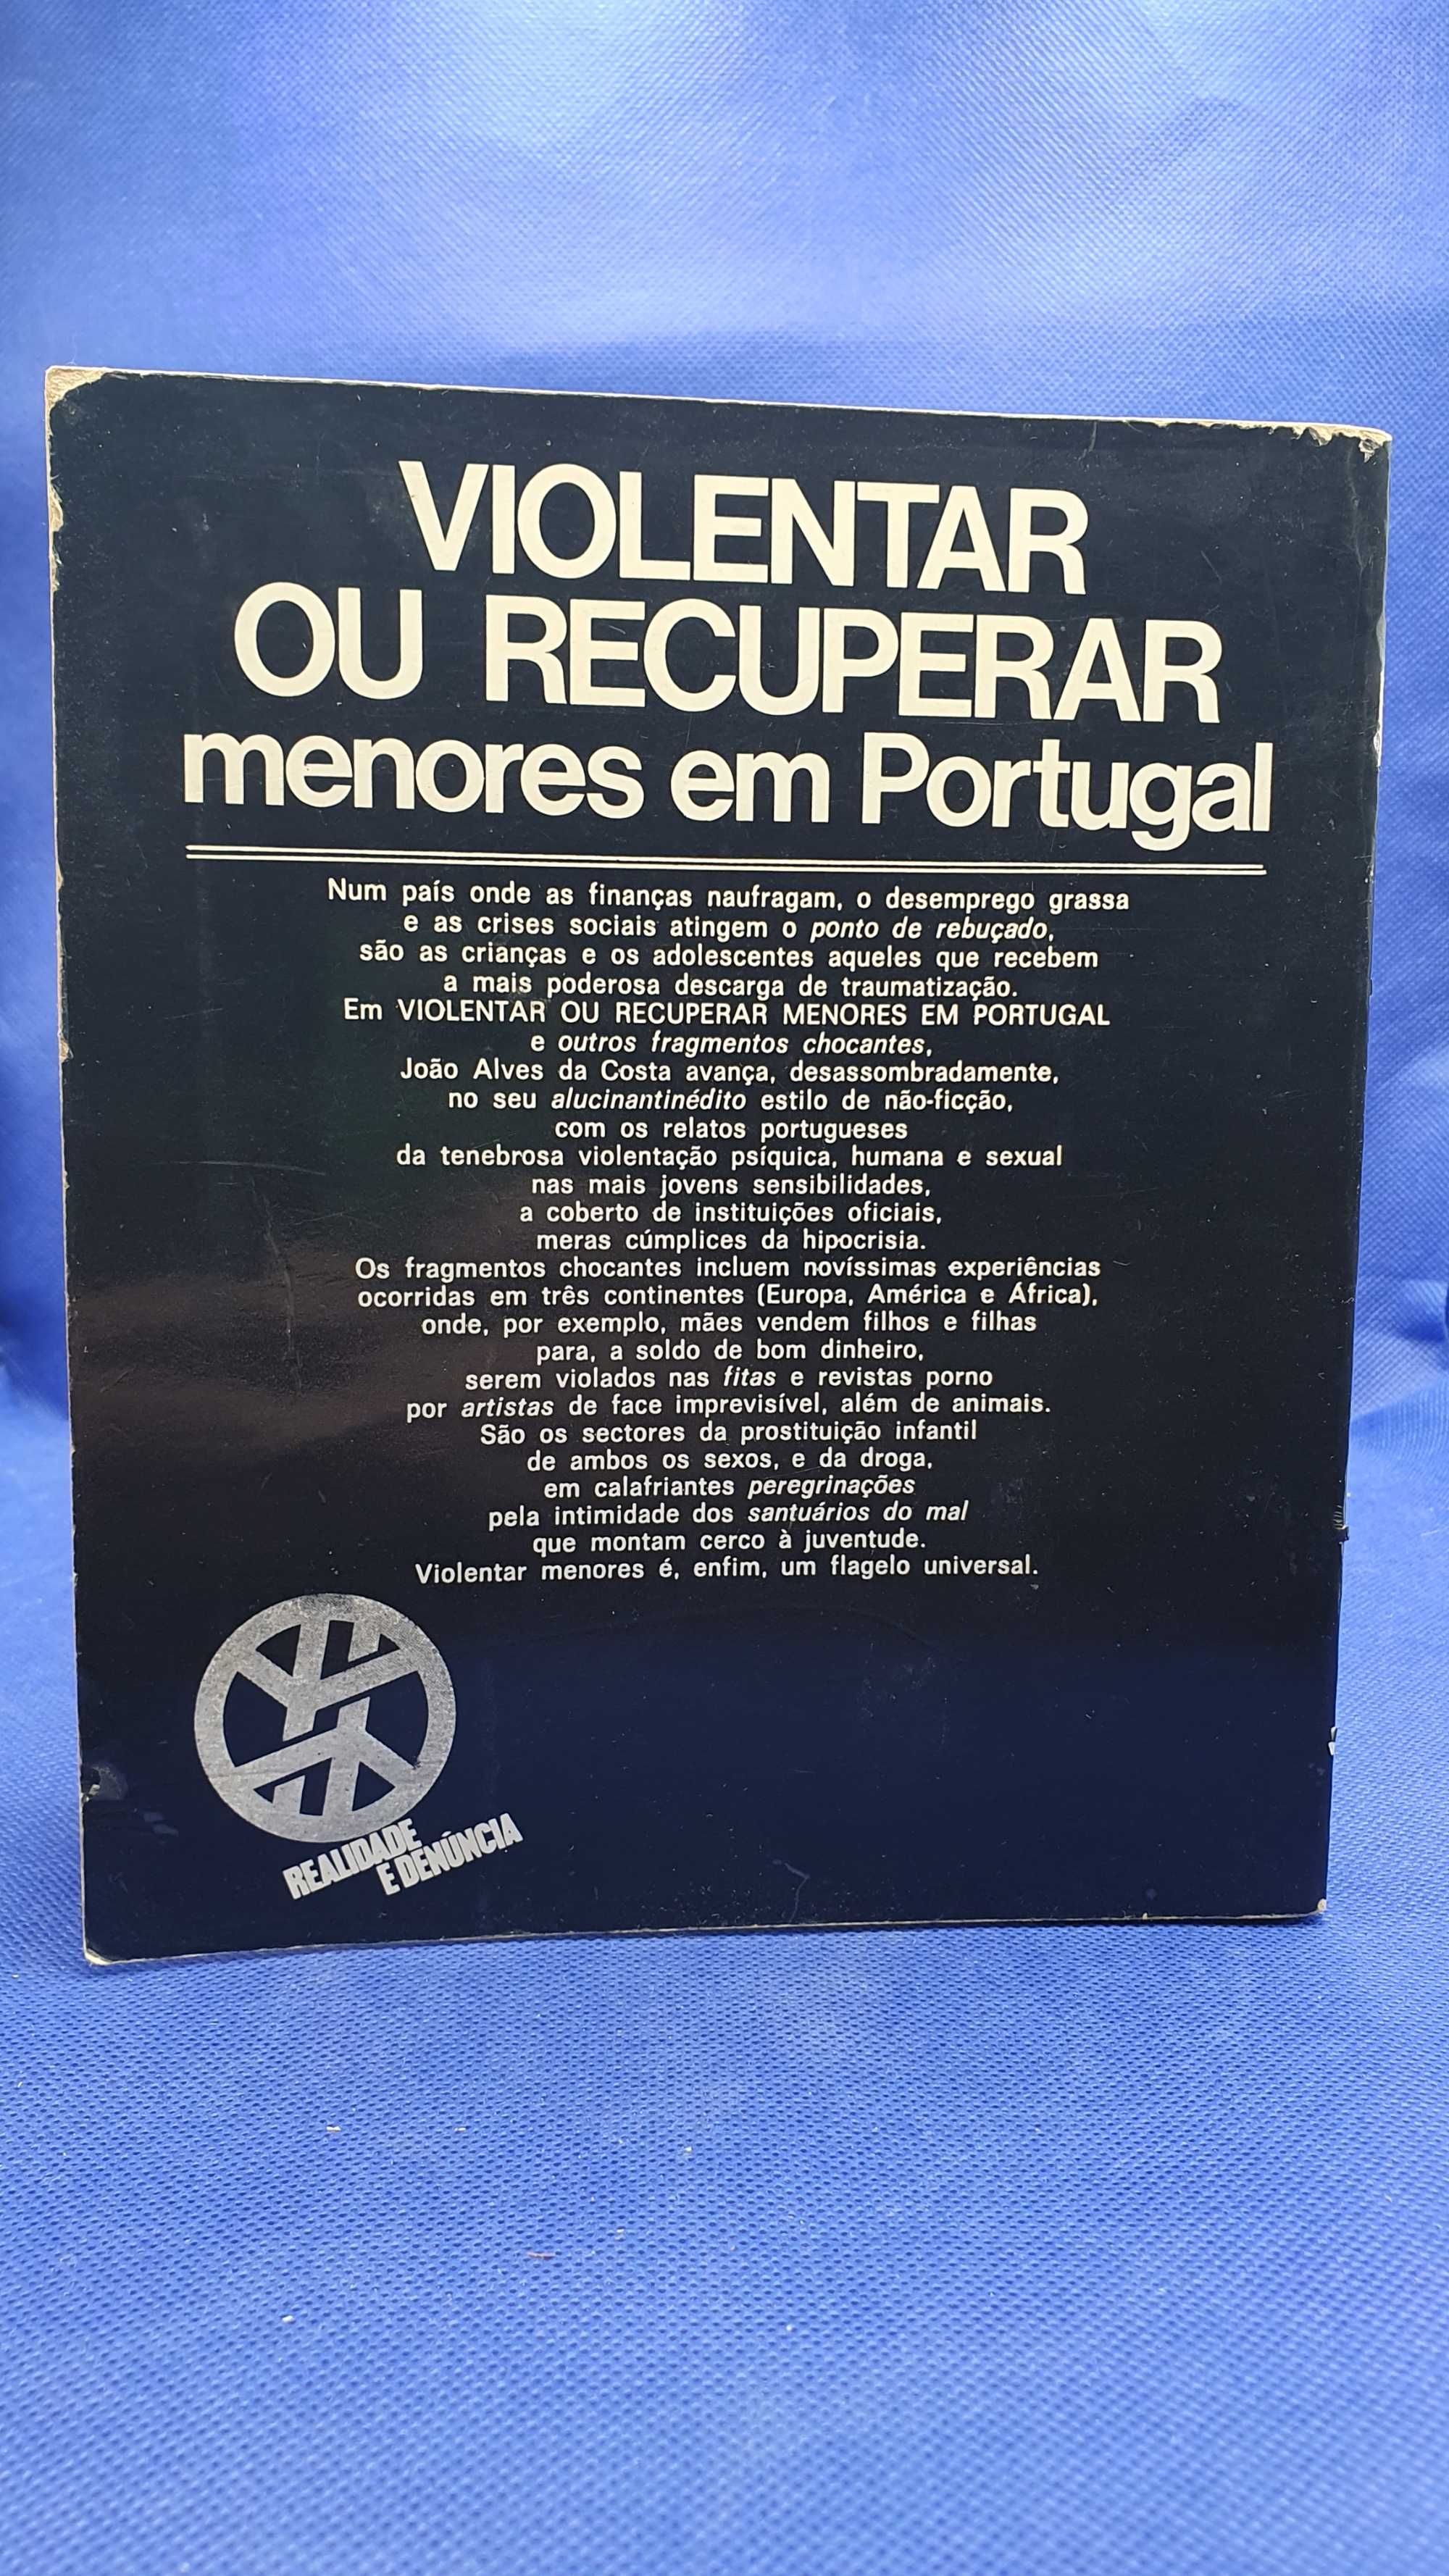 VIOLENTAR
OU RECUPERAR
menores em Portugal
Num país onde as finanças naufragam, o desemprego grassa
e as crises sociais atingem o ponto de rebuçado,
são as crianças e os adolescentes aqueles que recebem
a mais poderosa descarga de traumatização.
Em VIOLENTAR OU RECUPERAR MENORES EM PORTUGAL
e outros fragmentos chocantes,
João Alves da Costa avança, desassombradamente,
no seu alucinantinédito estilo de não-ficção,
com os relatos portugueses
da tenebrosa violentação psíquica, humana e sexual
nas mais jovens sensibilidades,
a coberto de instituições oficiais,
meras cúmplices da hipocrisia.
Os fragmentos chocantes incluem novíssimas experiências
ocorridas em três continentes (Europa, América e África),
onde, por exemplo, mães vendem filhos e filhas
para, a soldo de bom dinheiro,
serem violados nas fitas e revistas porno
por artistas de face imprevisível, além de animais.
São os sectores da prostituição infantil
de ambos os sexos, e da droga,
em calafriantes peregrinações
pela intimidade dos santuários do mal
que montam cerco à juventude.
Violentar menores é, enfim, um flagelo universal.
REALIDADE
E DENÚNCIA